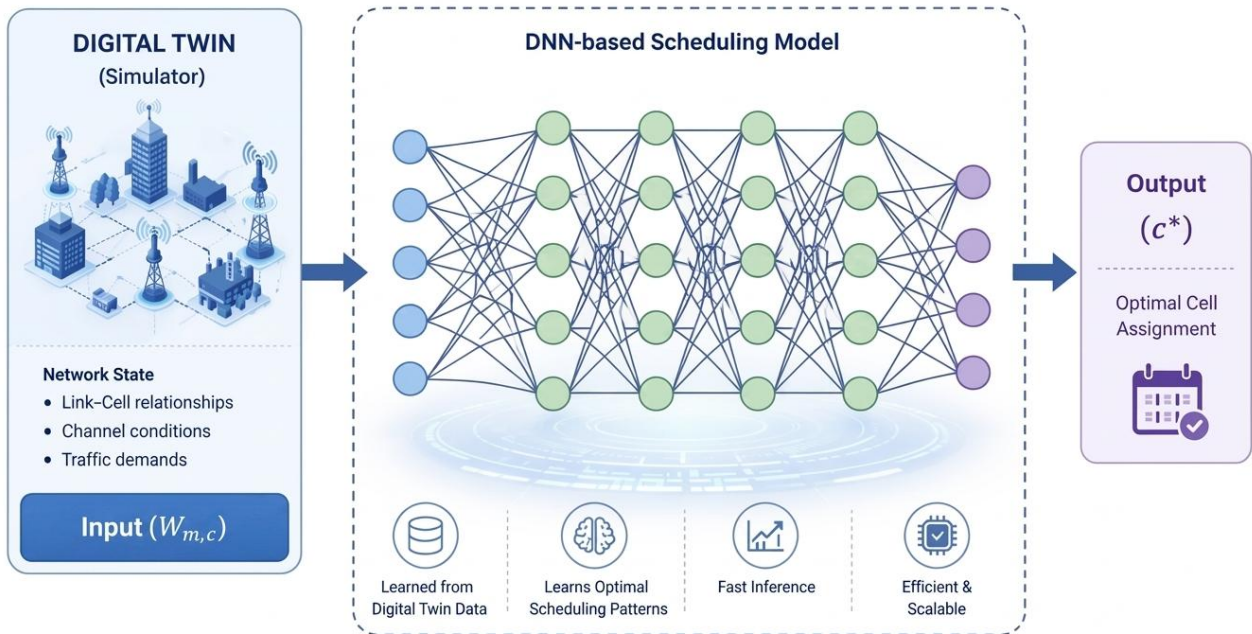 DIGITAL TWIN
(Simulator)
Network State
• Link–Cell relationships
• Channel conditions
• Traffic demands
Input (W_{m,c})
DNN-based Scheduling Model
Learned from
Digital Twin Data
Learns Optimal
Scheduling Patterns
Fast Inference
Efficient &
Scalable
Output
(c*)
Optimal Cell
Assignment